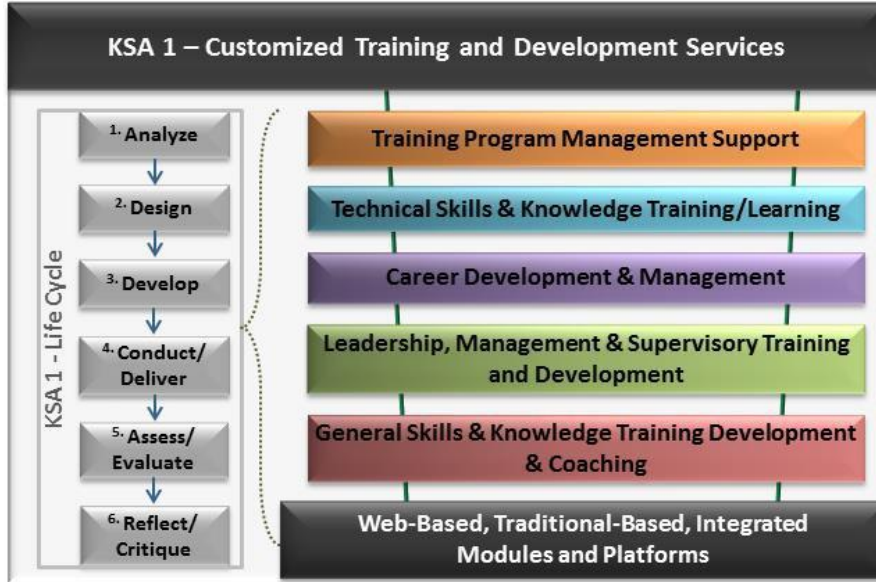 KSA 1 – Customized Training and Development Services
KSA 1 - Life Cycle
1. Analyze
2. Design
3. Develop
4. Conduct/
Deliver
5. Assess/
Evaluate
6. Reflect/
Critique
Training Program Management Support
Technical Skills & Knowledge Training/Learning
Career Development & Management
Leadership, Management & Supervisory Training
and Development
General Skills & Knowledge Training Development
& Coaching
Web-Based, Traditional-Based, Integrated
Modules and Platforms